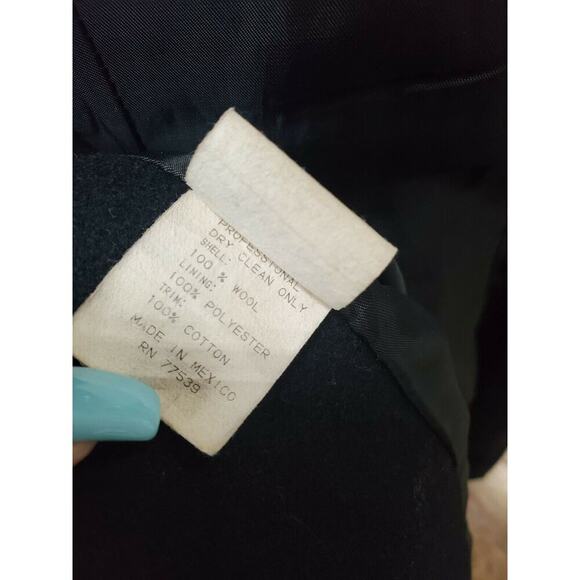 PROFESSIONAL
DRY CLEAN ONLY
SHELL:
100 % WOOL
LINING:
100% POLYESTER
TRIM:
100% COTTON
MADE IN MEXICO
RN 77539